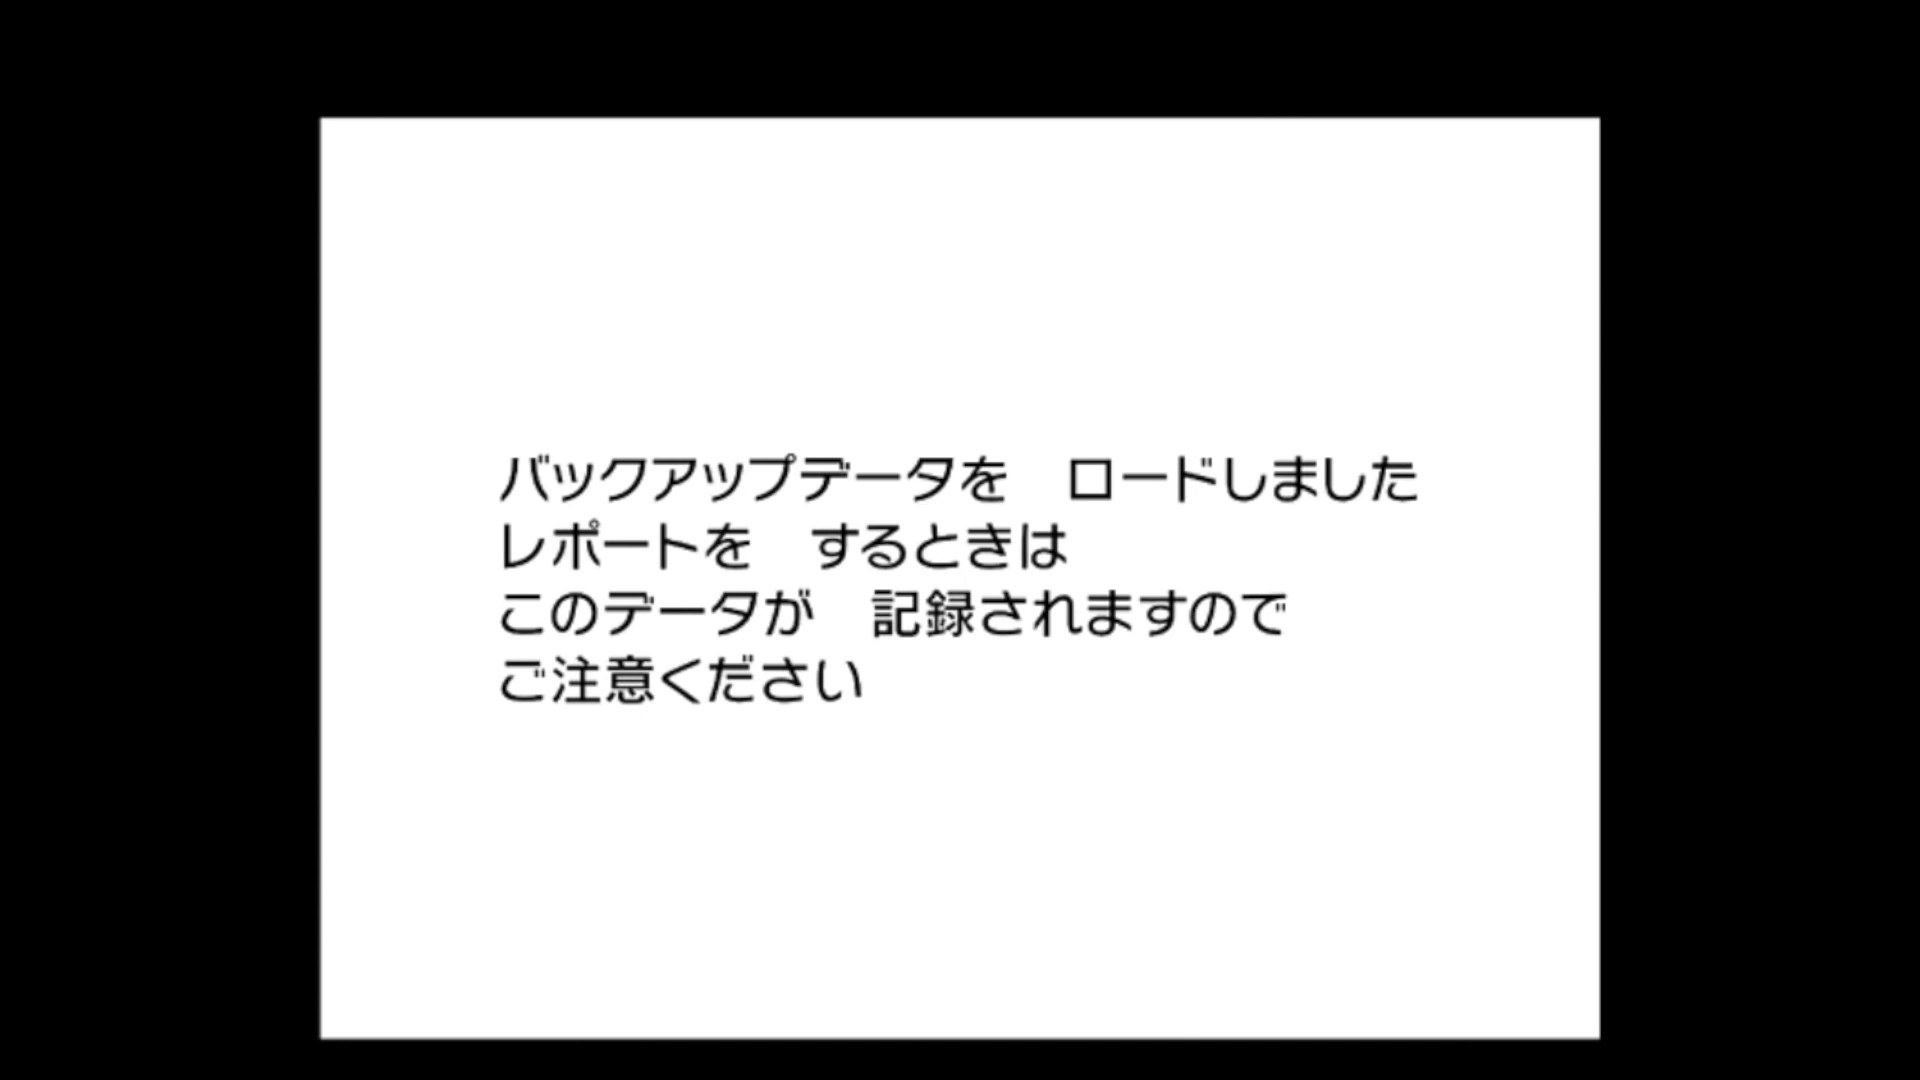 バックアップデータを　ロードしました
レポートを　するときは
このデータが　記録されますので
ご注意ください